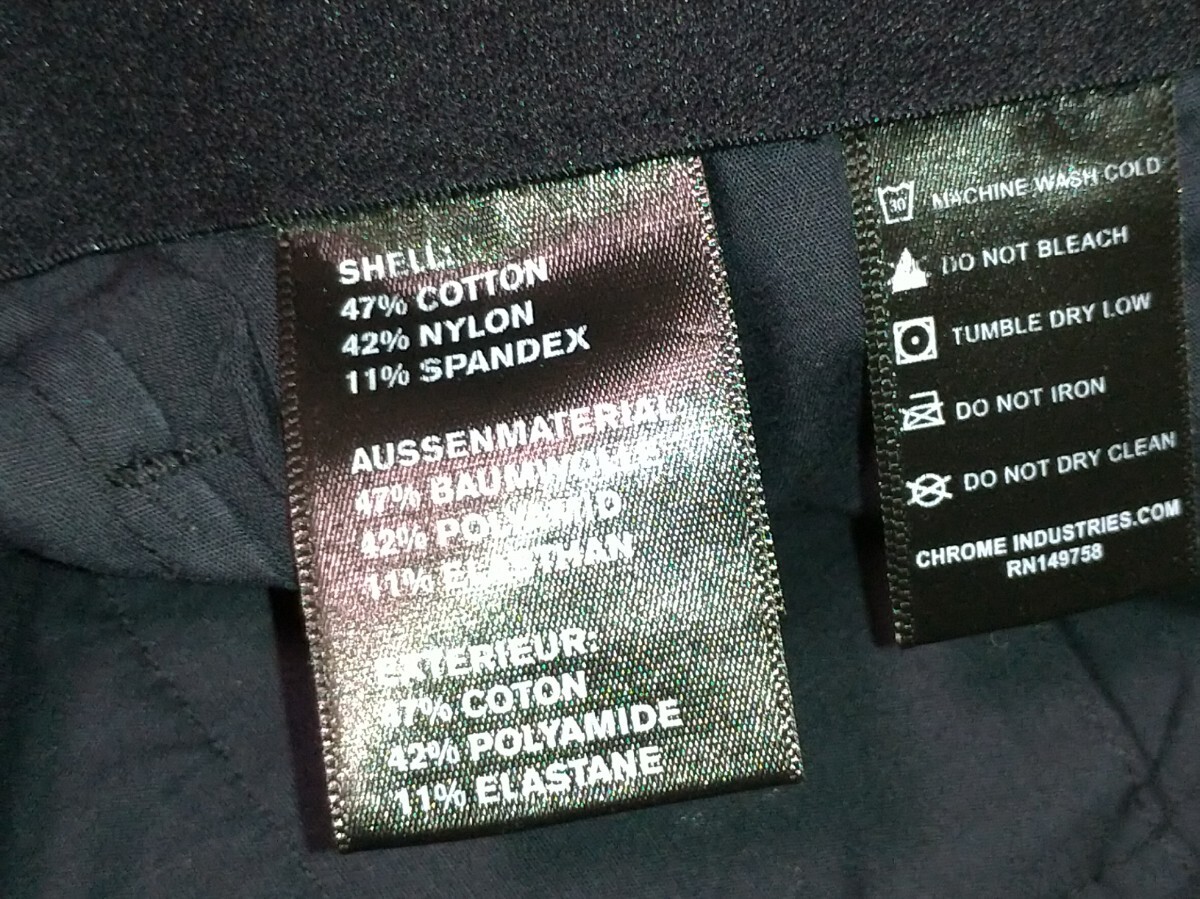 SHELL:
47% COTTON
42% NYLON
11% SPANDEX
AUSSENMATERIAL:
47% BAUMWOLLE
42% POLYAMID
11% ELASTHAN
EXTERIEUR:
47% COTON
42% POLYAMIDE
11% ELASTANE
30
MACHINE WASH COLD
DO NOT BLEACH
TUMBLE DRY LOW
DO NOT IRON
DO NOT DRY CLEAN
CHROME INDUSTRIES.COM
RN149758